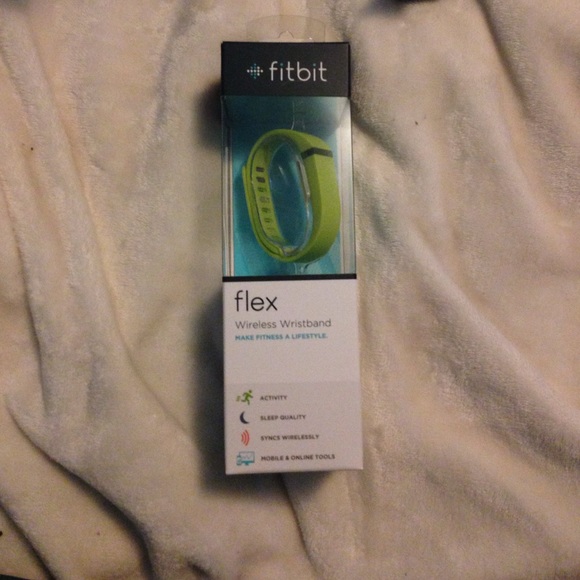 fitbit
flex
Wireless Wristband
MAKE FITNESS A LIFESTYLE.
ACTIVITY
SLEEP QUALITY
SYNCS WIRELESSLY
MOBILE & ONLINE TOOLS